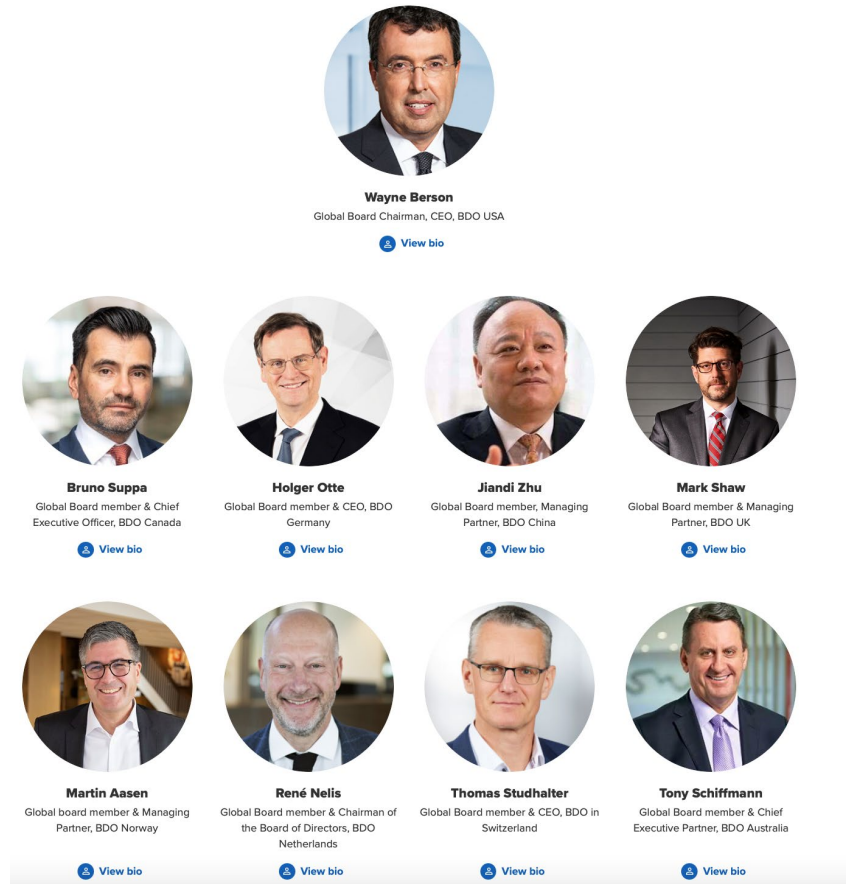 Wayne Berson
Global Board Chairman, CEO, BDO USA
View bio
Bruno Suppa
Global Board member & Chief
Executive Officer, BDO Canada
View bio
Holger Otte
Global Board member & CEO, BDO
Germany
View bio
Jiandi Zhu
Global Board member, Managing
Partner, BDO China
View bio
Mark Shaw
Global Board member & Managing
Partner, BDO UK
View bio
Martin Aasen
Global board member & Managing
Partner, BDO Norway
View bio
René Nelis
Global Board member & Chairman of
the Board of Directors, BDO
Netherlands
View bio
Thomas Studhalter
Global Board member & CEO, BDO in
Switzerland
View bio
Tony Schiffmann
Global Board member & Chief
Executive Partner, BDO Australia
View bio